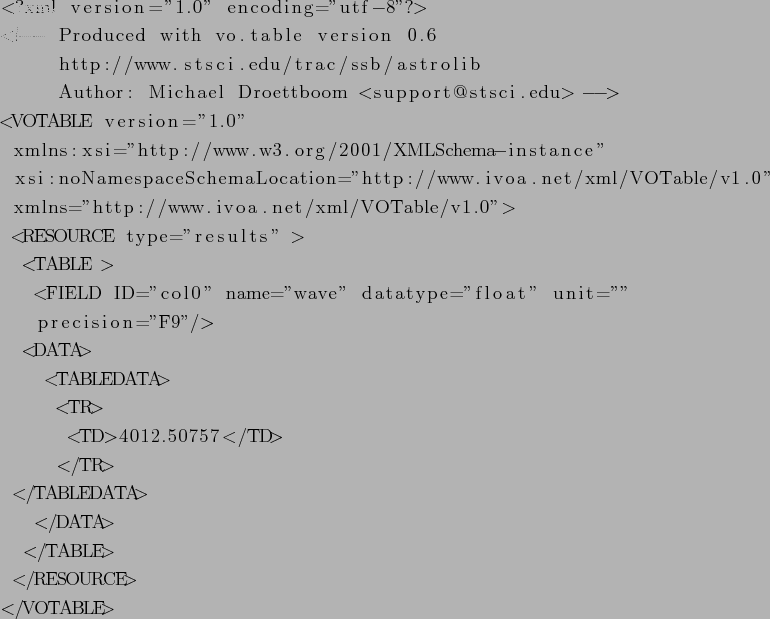 <?xml version="1.0" encoding="utf-8"?>
<!-- Produced with vo.table version 0.6
http://www.stsci.edu/trac/ssb/astrolib
Author: Michael Droettboom <support@stsci.edu> -->
<VOTABLE version="1.0"
xmlns:xsi="http://www.w3.org/2001/XMLSchema-instance"
xsi:noNamespaceSchemaLocation="http://www.ivoa.net/xml/VOTable/v1.0"
xmlns="http://www.ivoa.net/xml/VOTable/v1.0">
<RESOURCE type="results" >
<TABLE >
<FIELD ID="col0" name="wave" datatype="float" unit=""
precision="F9"/>
<DATA>
<TABLEDATA>
<TR>
<TD>4012.50757</TD>
</TR>
</TABLEDATA>
</DATA>
</TABLE>
</RESOURCE>
</VOTABLE>